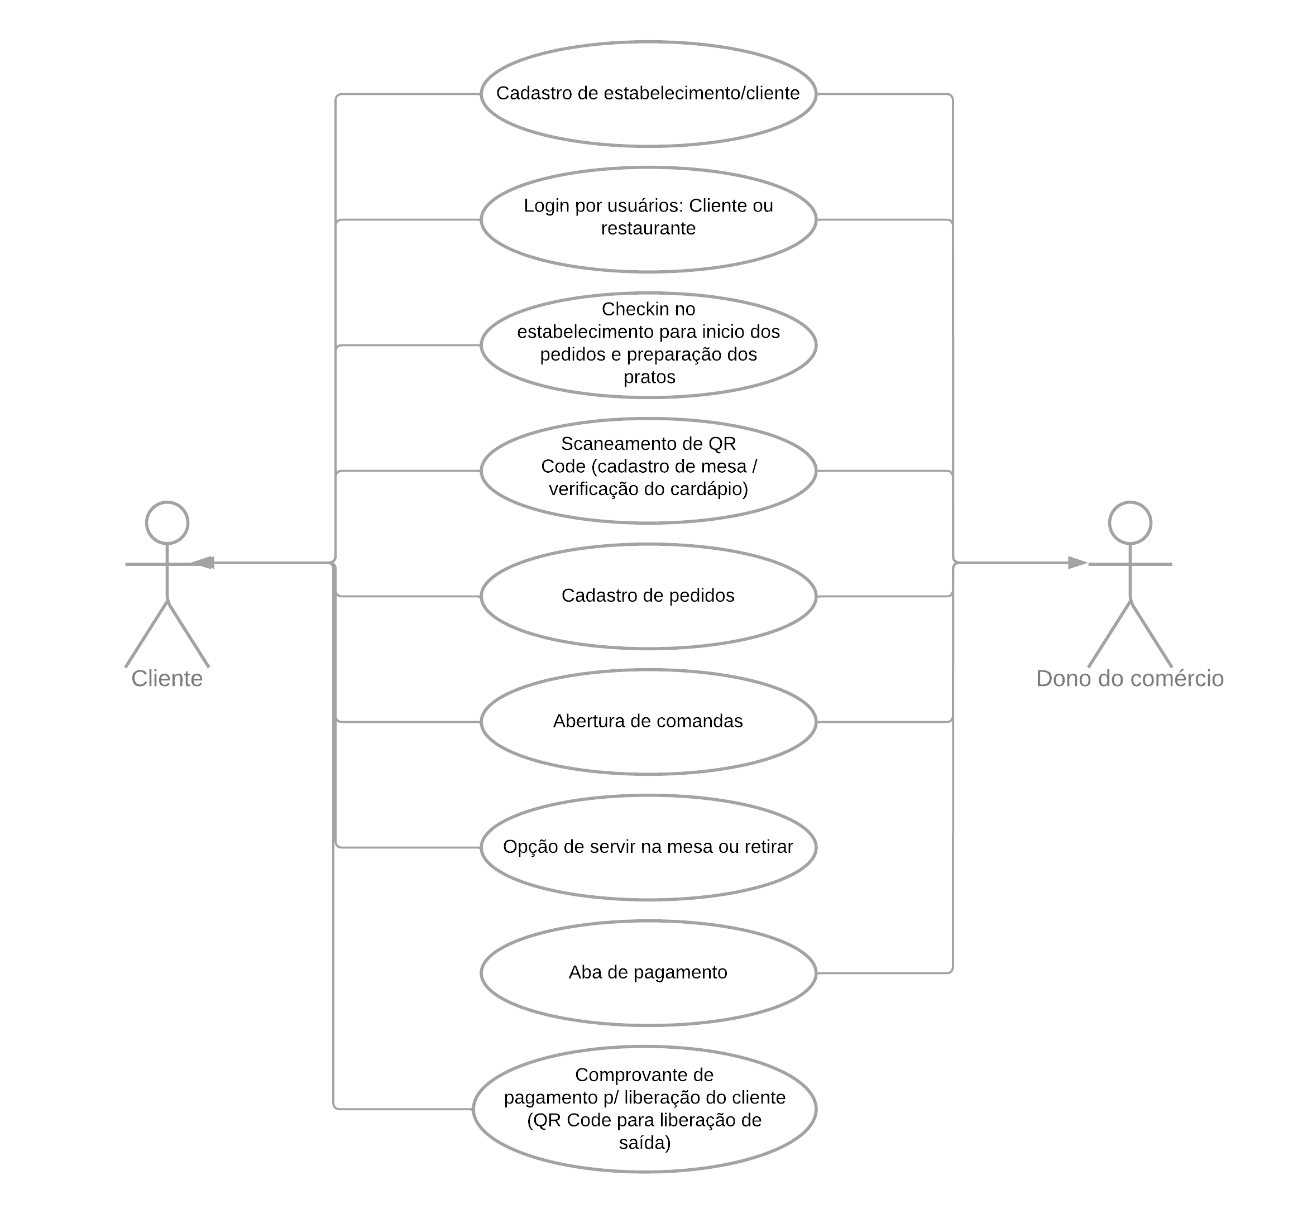 Cadastro de estabelecimento/cliente
Login por usuários: Cliente ou
restaurante
Checkin no
estabelecimento para inicio dos
pedidos e preparação dos
pratos
Scaneamento de QR
Code (cadastro de mesa /
verificação do cardápio)
Cadastro de pedidos
Cliente
Dono do comércio
Abertura de comandas
Opção de servir na mesa ou retirar
Aba de pagamento
Comprovante de
pagamento p/ liberação do cliente
(QR Code para liberação de
saída)